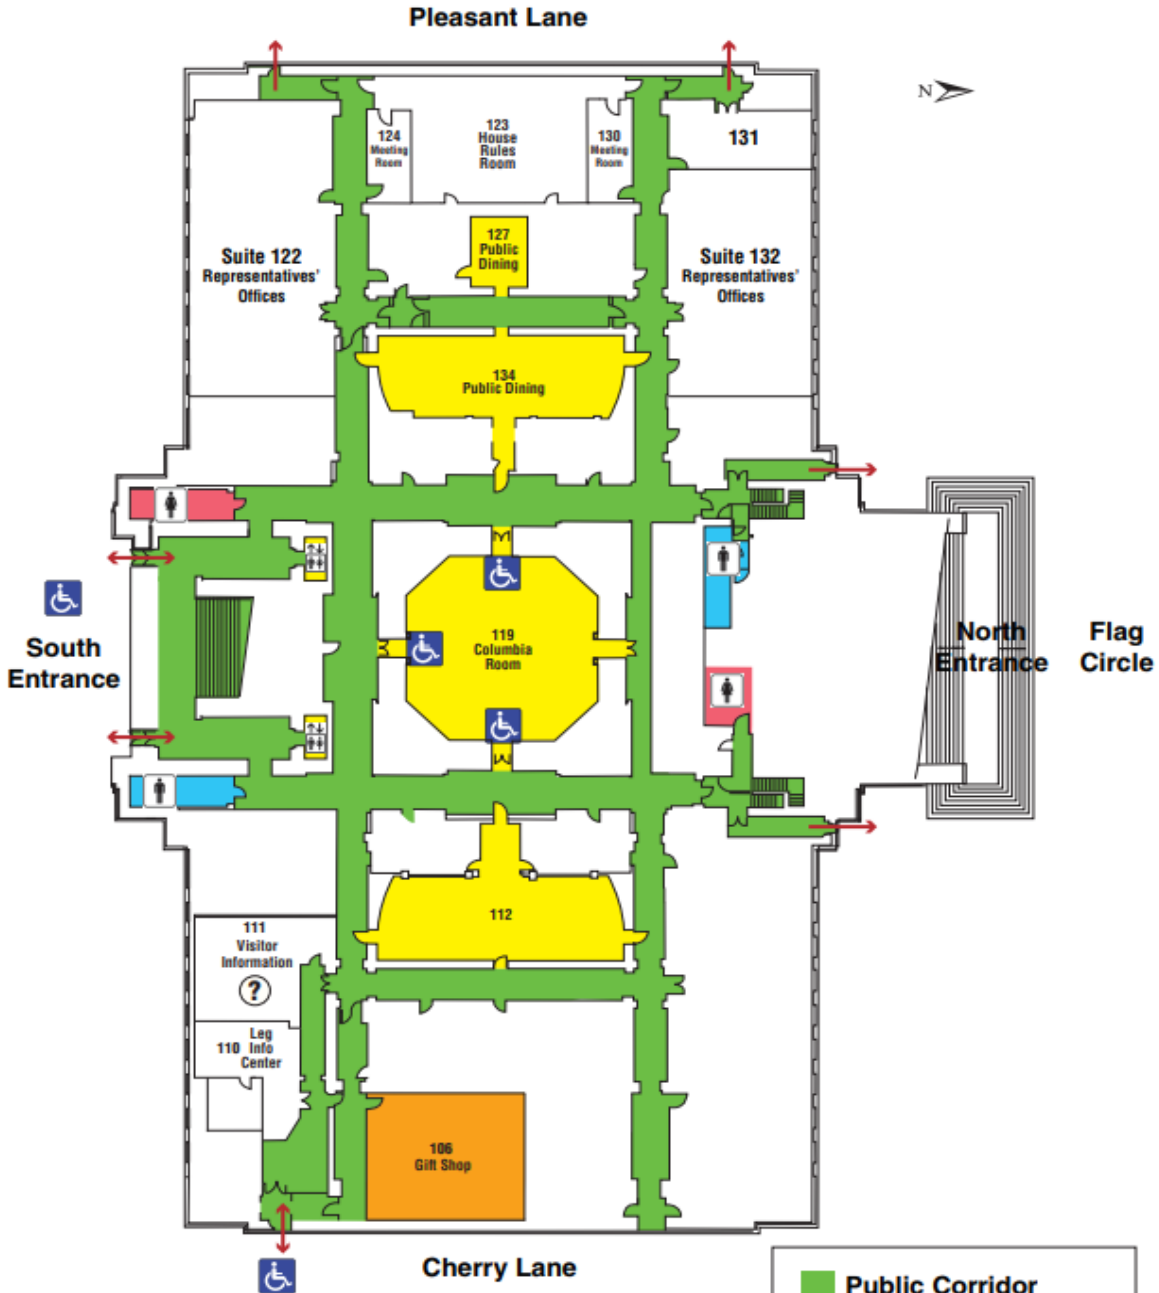 Pleasant Lane
N
124
Meeting
Room
123
House
Rules
Room
130
Meeting
Room
131
127
Public
Dining
Suite 122
Representatives'
Offices
Suite 132
Representatives'
Offices
134
Public Dining
South
Entrance
119
Columbia
Room
North
Entrance
Flag
Circle
112
111
Visitor
Information
?
110
Leg
Info
Center
106
Gift Shop
Cherry Lane
Public Corridor